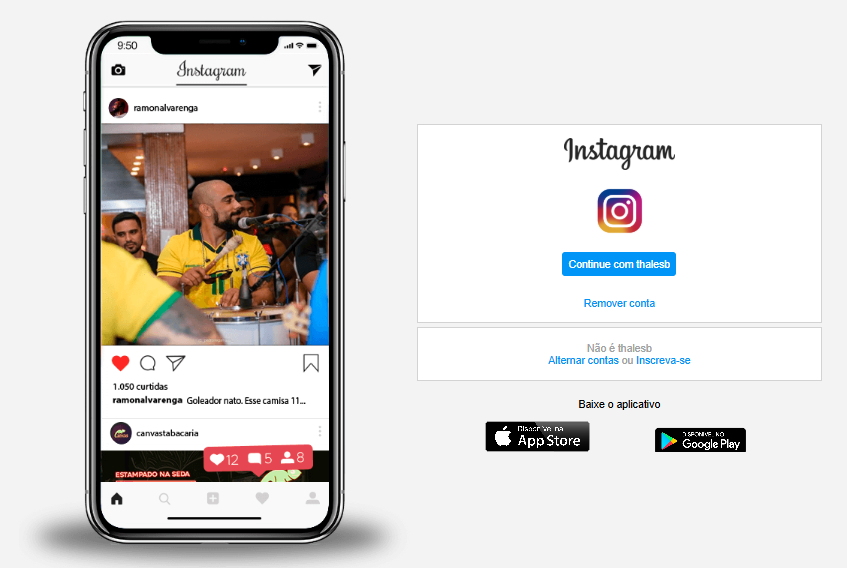 9:50
Instagram
ramonalvarenga
1.050 curtidas
ramonalvarenga Goleador nato. Esse camisa 11...
canvastabacaria
ESTAMPADO NA SEDA
12 5 8
Instagram
Continue com thalesb
Remover conta
Não é thalesb
Alternar contas ou Inscreva-se
Baixe o aplicativo
Disponível na
App Store
DISPONÍVEL NO
Google Play